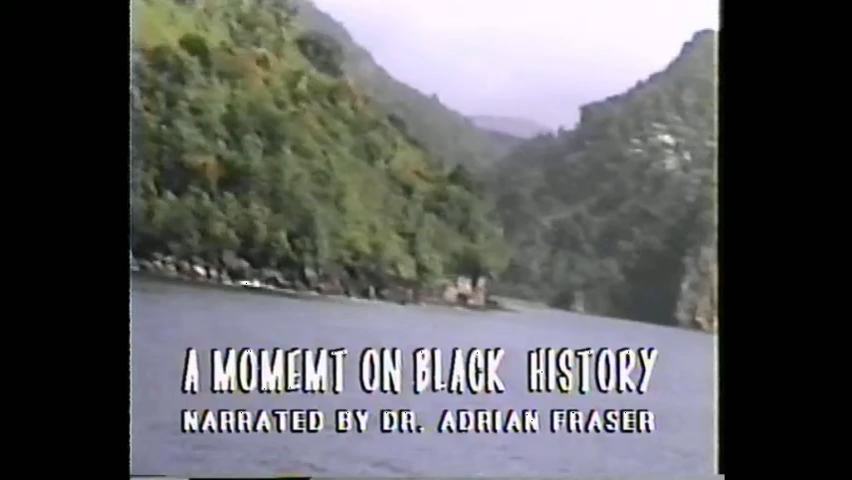 A MOMEMT ON BLACK HISTORY
NARRATED BY DR. ADRIAN FRASER